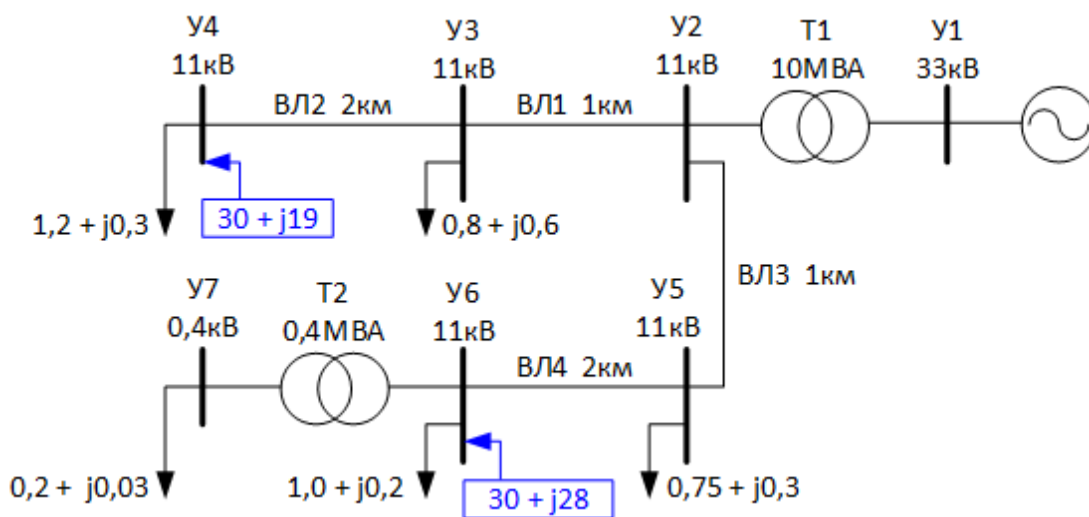 У4
11кВ
У3
11кВ
У2
11кВ
Т1
10МВА
У1
33кВ
ВЛ2 2км
ВЛ1 1км
1,2 + j0,3
30 + j19
0,8 + j0,6
ВЛ3 1км
У7
0,4кВ
Т2
0,4МВА
У6
11кВ
У5
11кВ
ВЛ4 2км
0,2 + j0,03
1,0 + j0,2
30 + j28
0,75 + j0,3